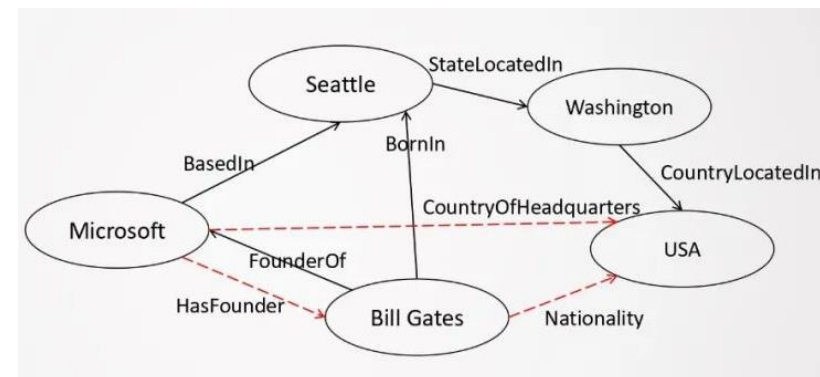 StateLocatedIn
Seattle
Washington
BornIn
BasedIn
CountryLocatedIn
CountryOfHeadquarters
Microsoft
USA
FounderOf
HasFounder
Bill Gates
Nationality